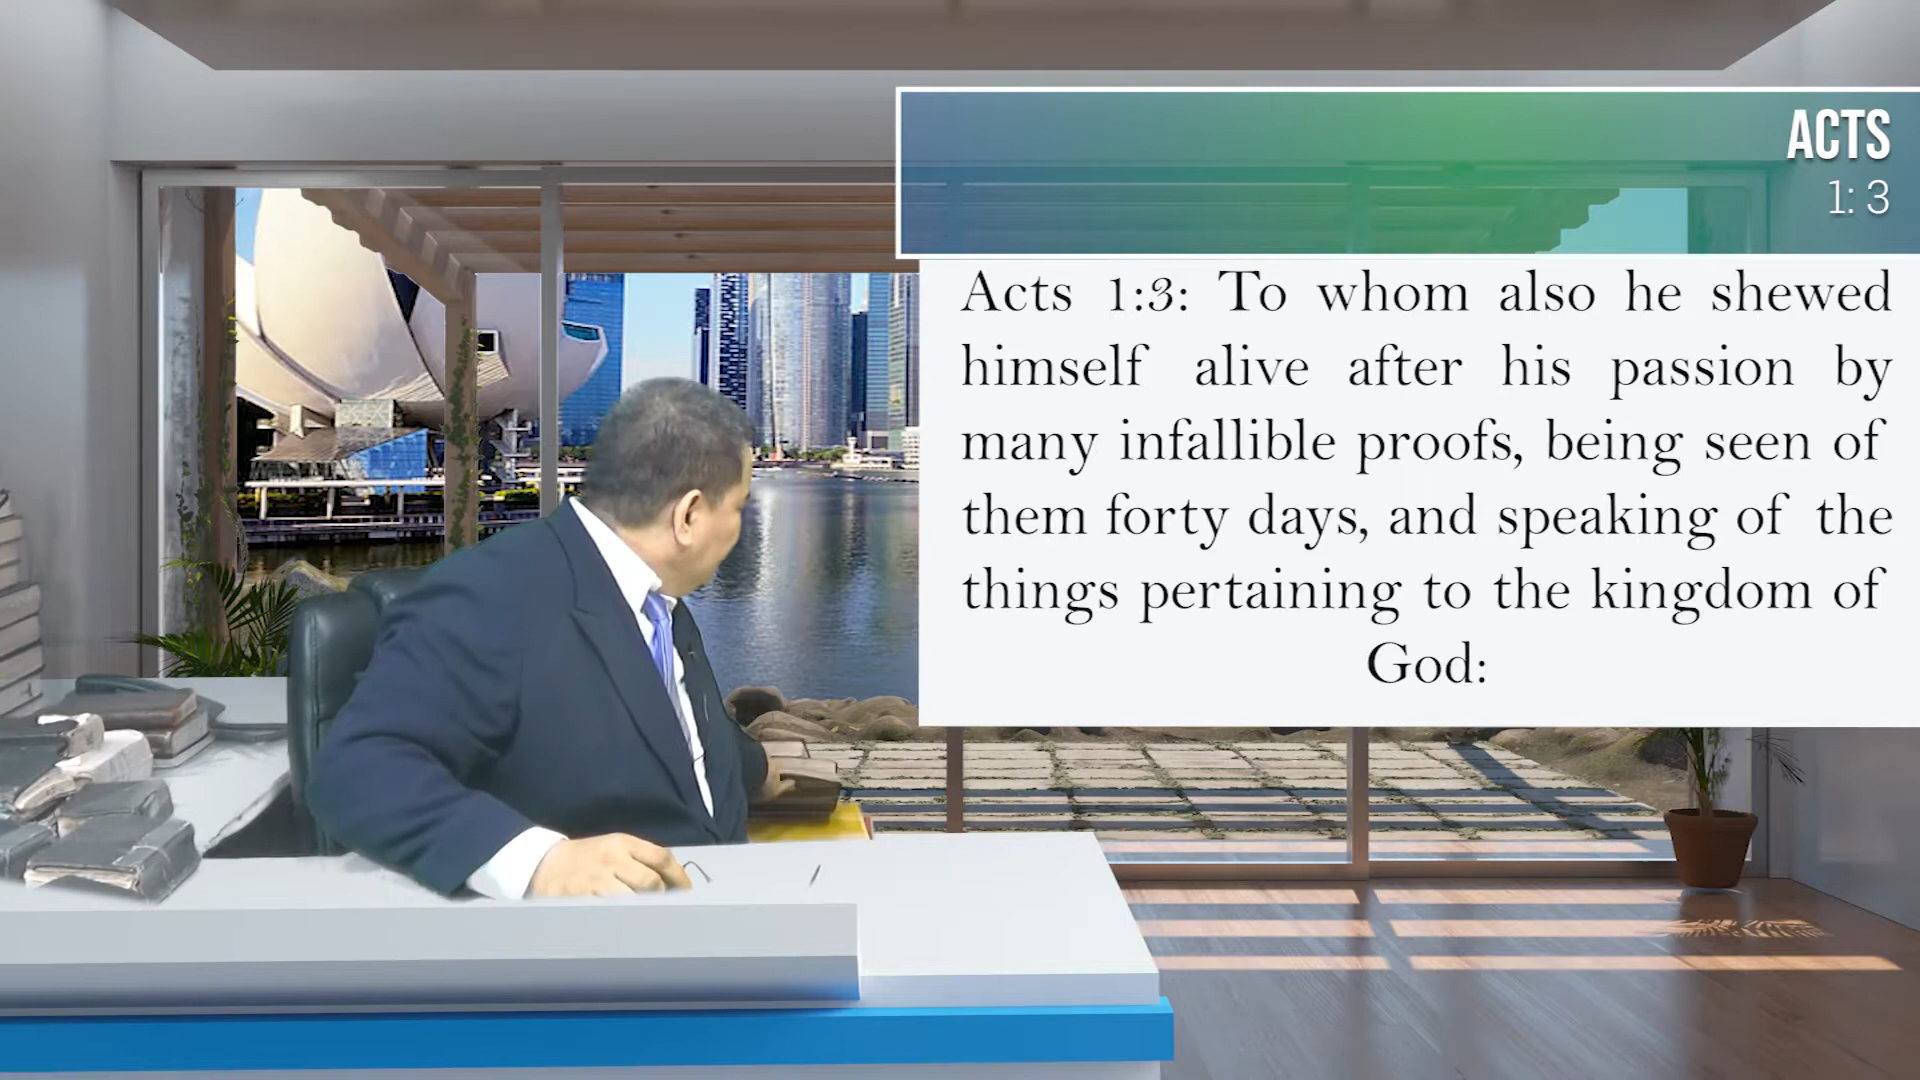 ACTS
1: 3
Acts 1:3: To whom also he shewed
himself alive after his passion by
many infallible proofs, being seen of
them forty days, and speaking of the
things pertaining to the kingdom of
God: